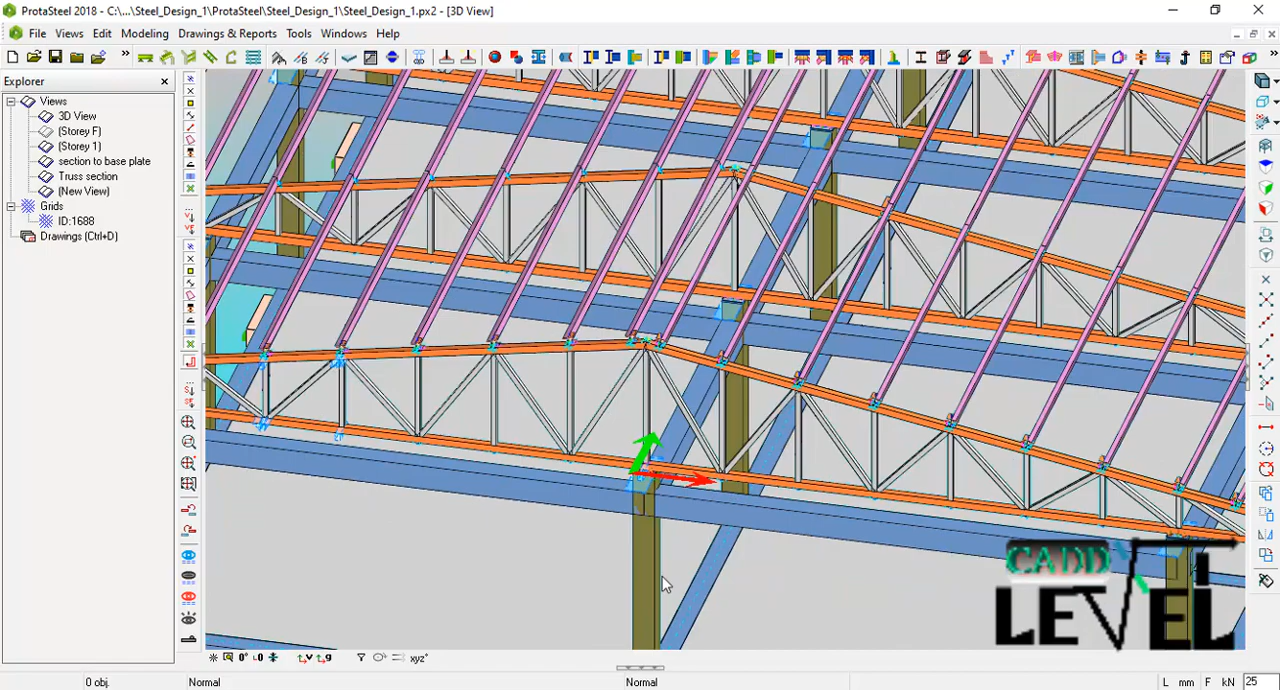 ProtaSteel 2018 - C:\...\Steel_Design_1\ProtaSteel\Steel_Design_1\Steel_Design_1.px2 - [3D View]
File Views Edit Modeling Drawings & Reports Tools Windows Help
Explorer
Views
3D View
(Storey F)
(Storey 1)
section to base plate
Truss section
(New View)
Grids
ID:1688
Drawings (Ctrl+D)
CADD
LEVEL
xyz
0 obj.
Normal
Normal
L mm F kN 25